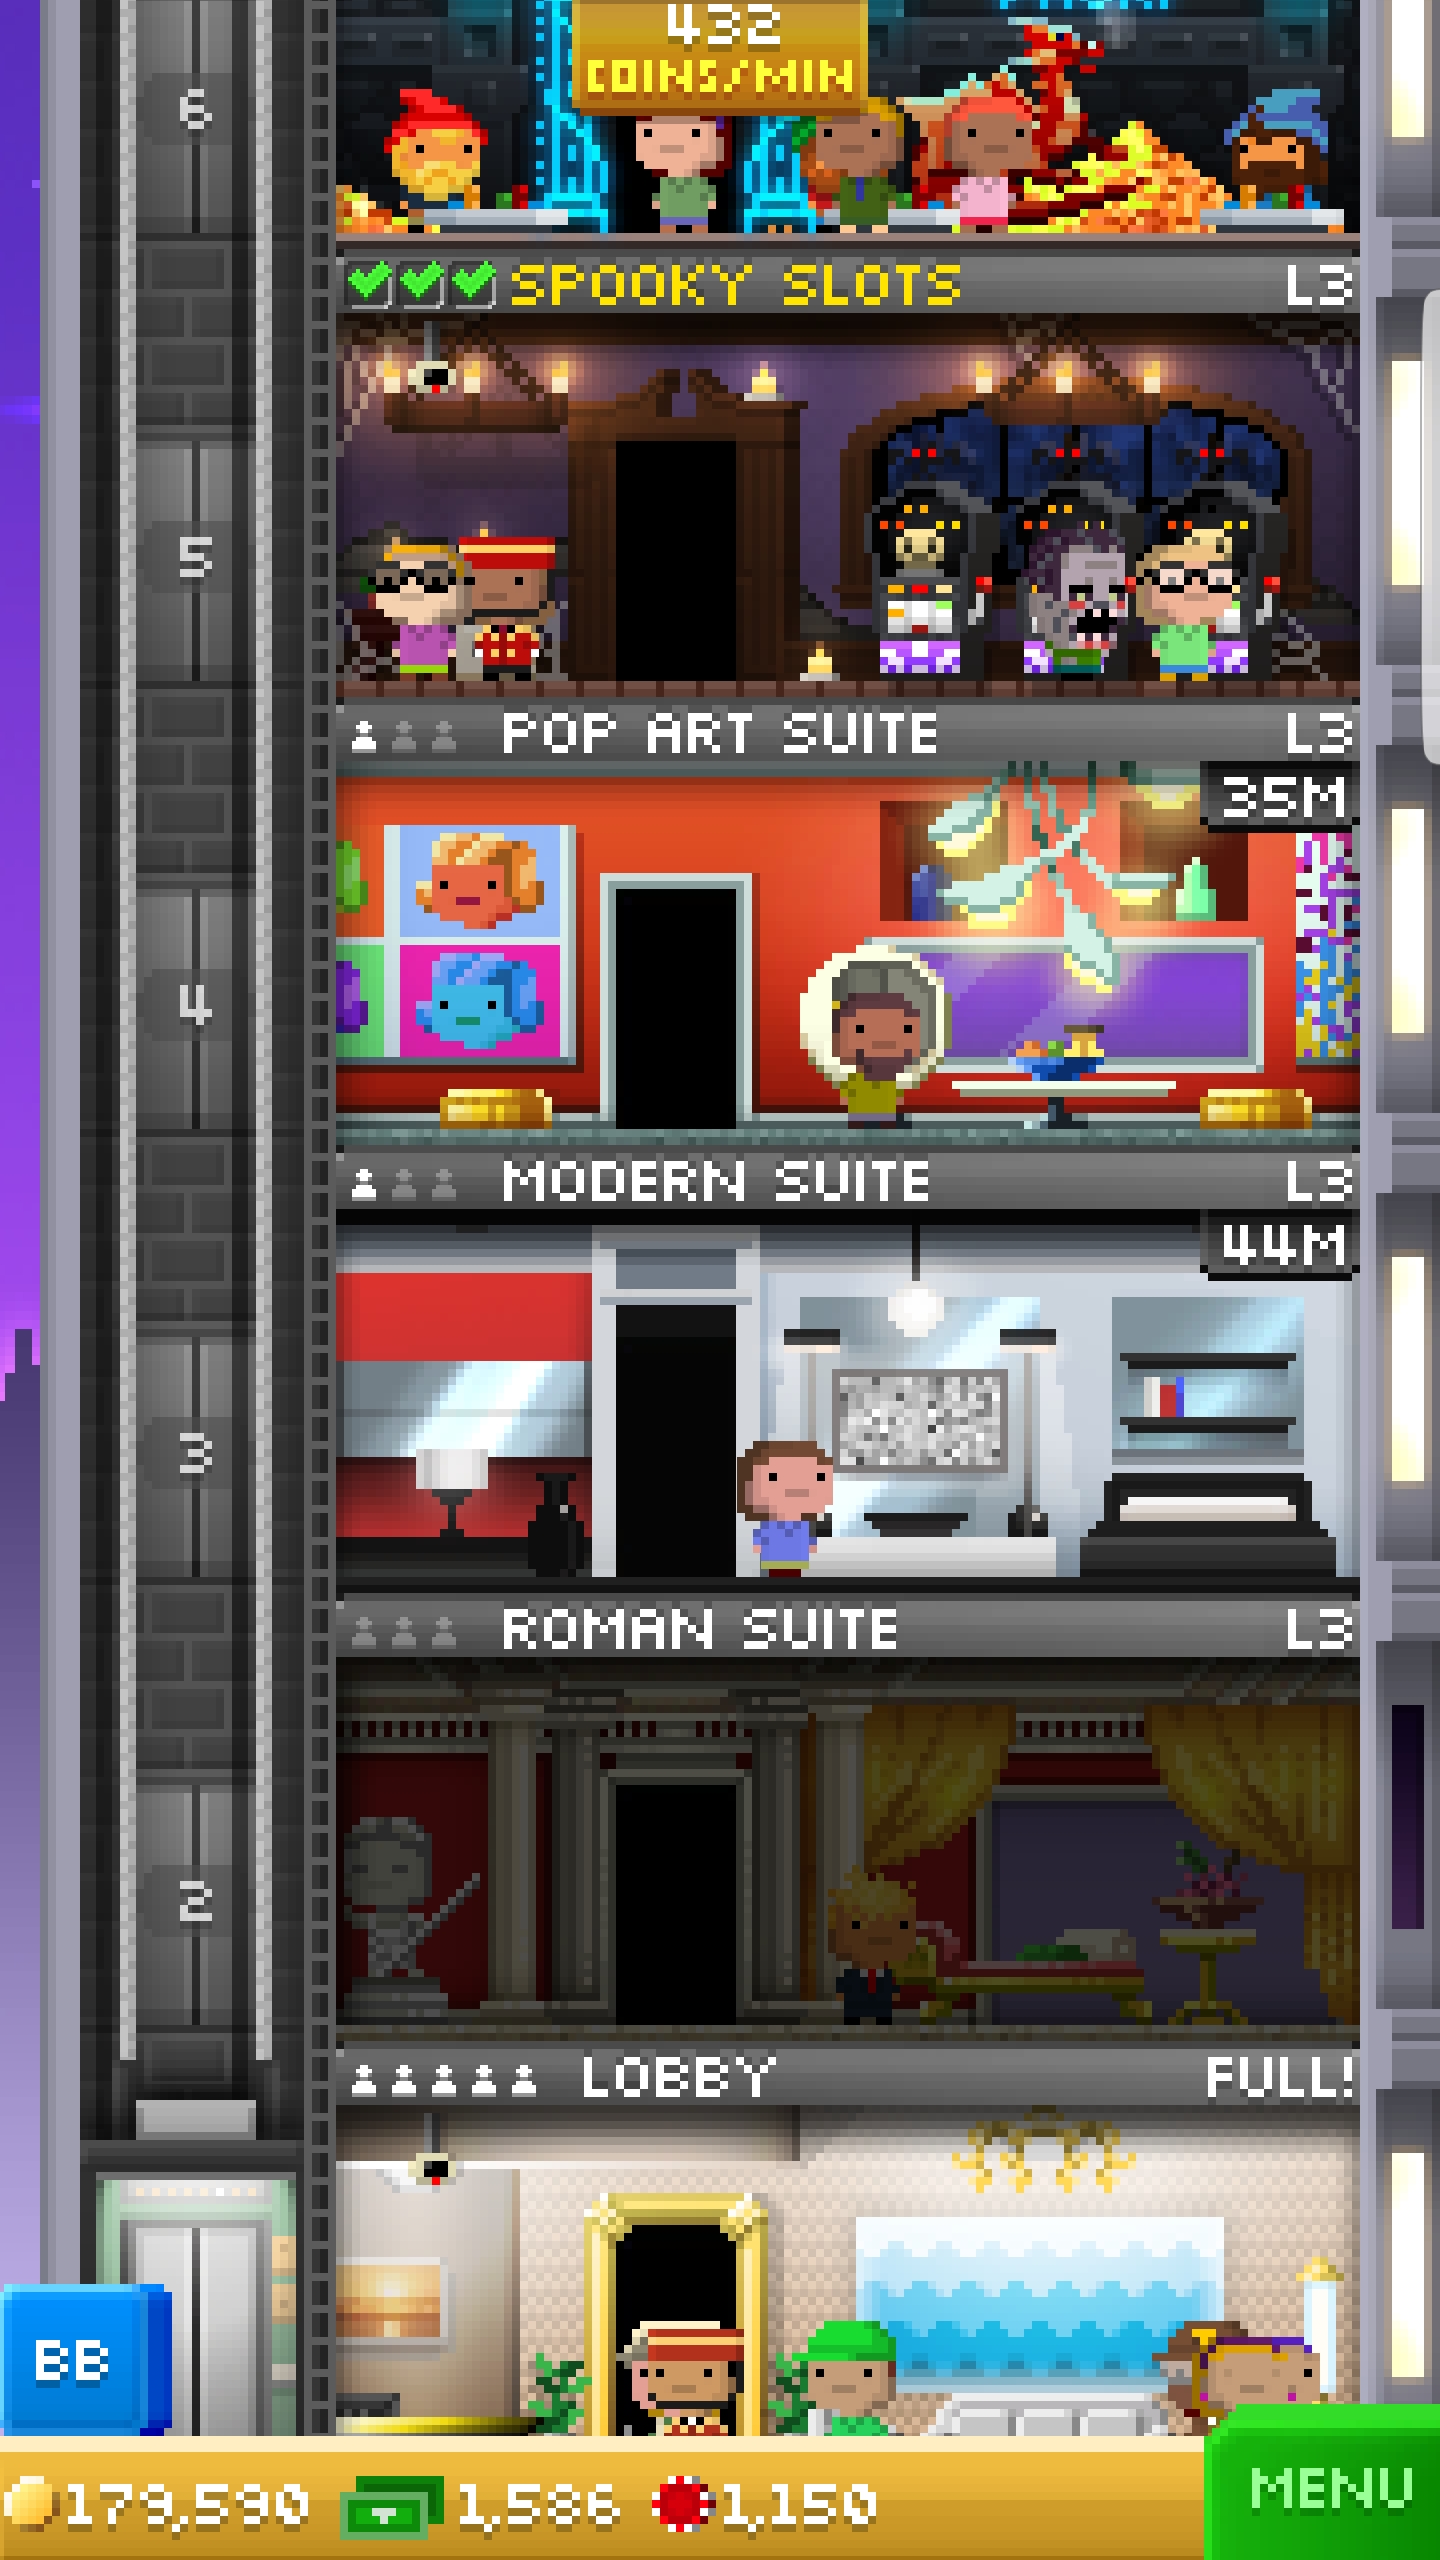 432
COINS/MIN
6
SPOOKY SLOTS L3
5
POP ART SUITE L3
35M
4
MODERN SUITE L3
44M
3
ROMAN SUITE L3
2
LOBBY FULL!
BB
179,590 1,586 1,150 MENU